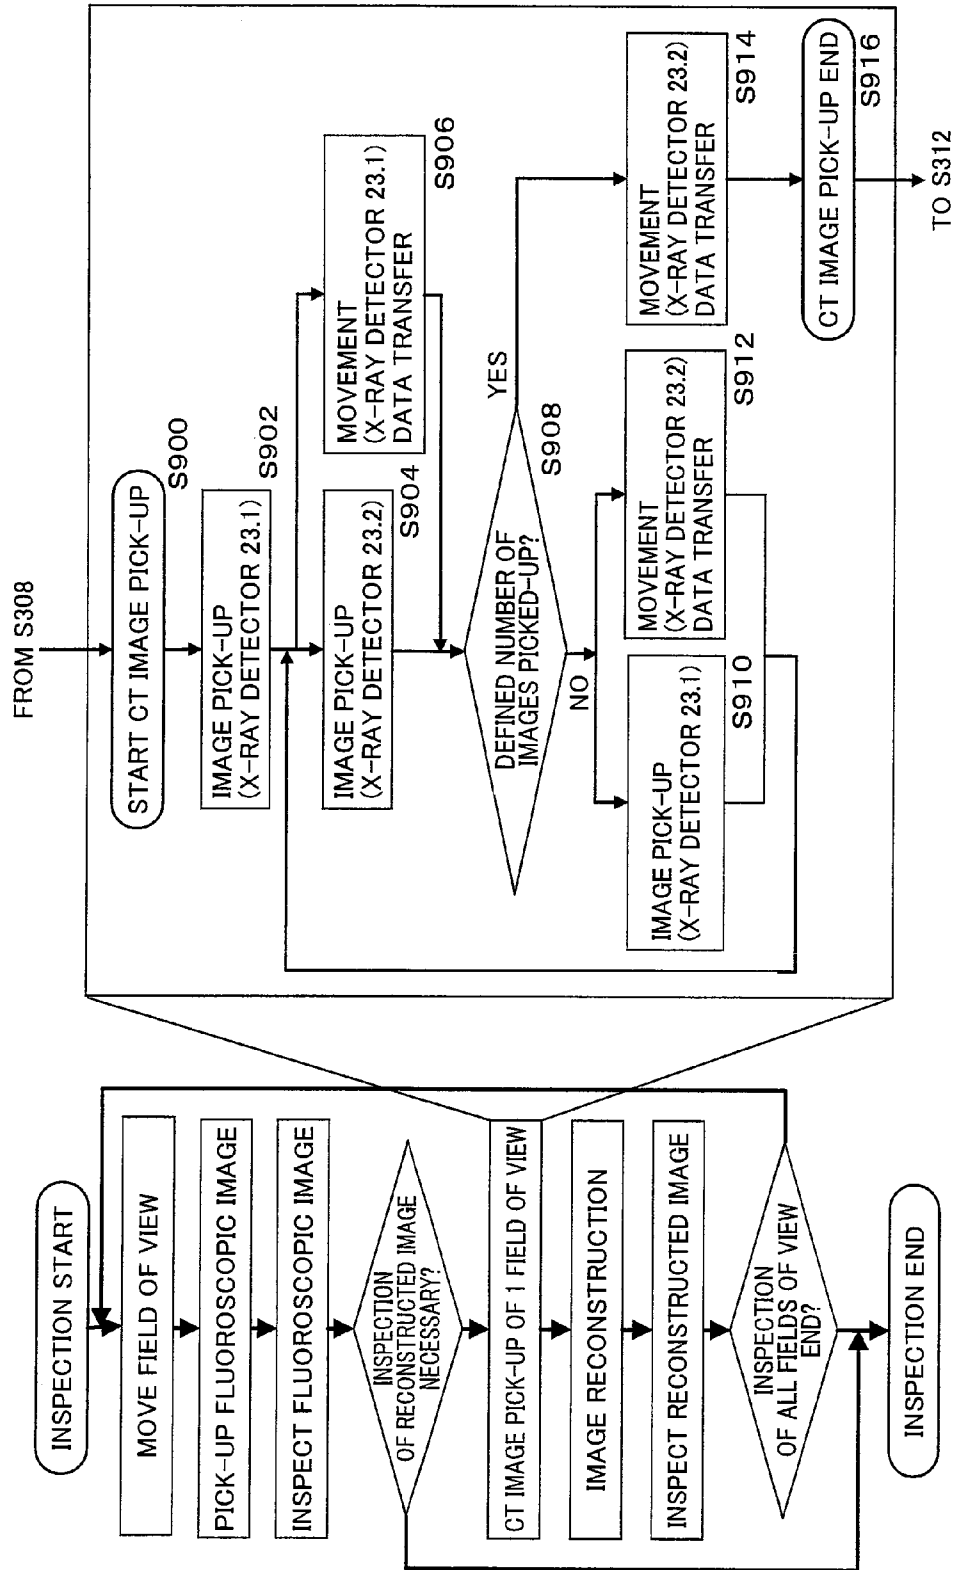 INSPECTION START
MOVE FIELD OF VIEW
PICK-UP FLUOROSCOPIC IMAGE
INSPECT FLUOROSCOPIC IMAGE
INSPECTION
OF RECONSTRUCTED IMAGE
NECESSARY?
CT IMAGE PICK-UP OF 1 FIELD OF VIEW
IMAGE RECONSTRUCTION
INSPECT RECONSTRUCTED IMAGE
INSPECTION
OF ALL FIELDS OF VIEW
END?
INSPECTION END
FROM S308
START CT IMAGE PICK-UP
S900
IMAGE PICK-UP
(X-RAY DETECTOR 23.1)
S902
IMAGE PICK-UP
(X-RAY DETECTOR 23.2)
S904
MOVEMENT
(X-RAY DETECTOR 23.1)
DATA TRANSFER
S906
DEFINED NUMBER OF
IMAGES PICKED-UP?
S908
YES
NO
IMAGE PICK-UP
(X-RAY DETECTOR 23.1)
S910
MOVEMENT
(X-RAY DETECTOR 23.2)
DATA TRANSFER
S912
MOVEMENT
(X-RAY DETECTOR 23.2)
DATA TRANSFER
S914
CT IMAGE PICK-UP END
S916
TO S312